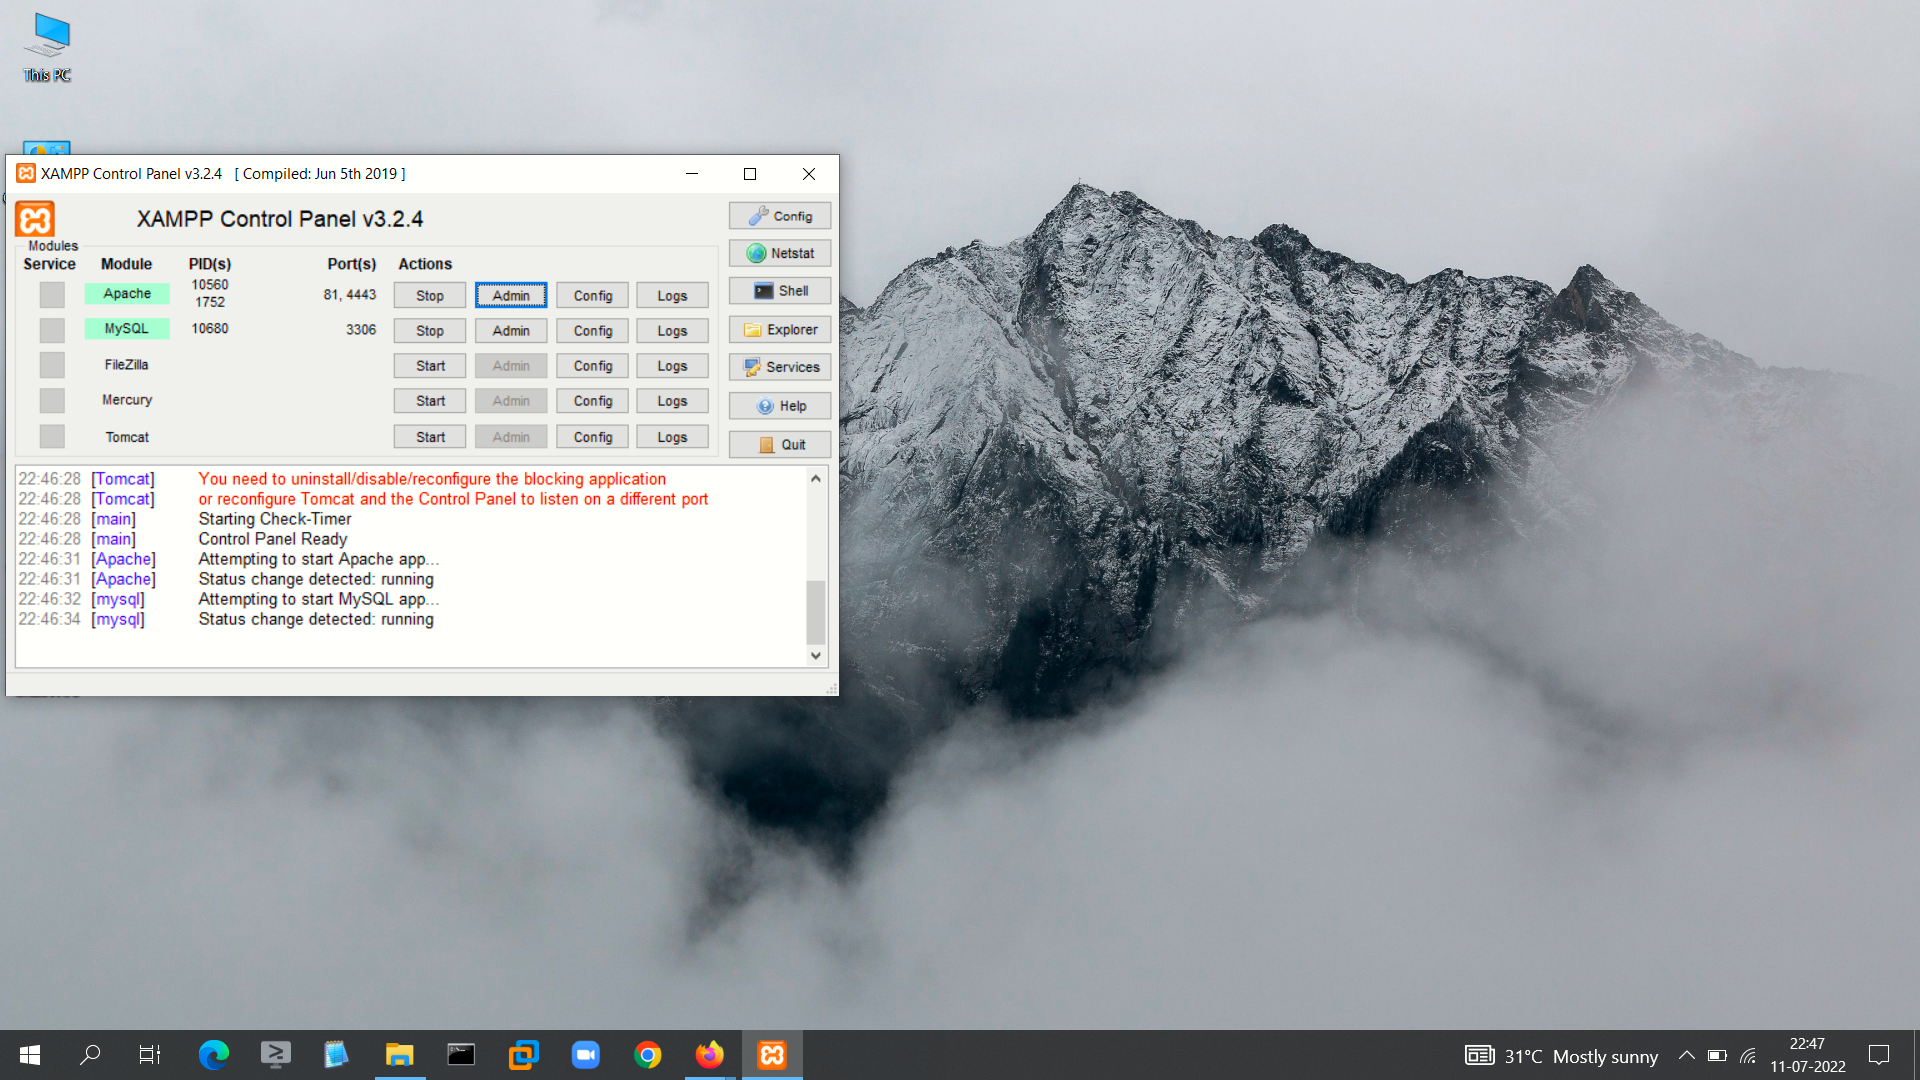 This PC
XAMPP Control Panel v3.2.4 [ Compiled: Jun 5th 2019 ]
XAMPP Control Panel v3.2.4
Config
Modules
Service Module PID(s) Port(s) Actions
Netstat
Apache 10560 1752 81, 4443 Stop Admin Config Logs
Shell
MySQL 10680 3306 Stop Admin Config Logs
Explorer
FileZilla Start Admin Config Logs
Services
Mercury Start Admin Config Logs
Help
Tomcat Start Admin Config Logs
Quit
22:46:28 [Tomcat] You need to uninstall/disable/reconfigure the blocking application
22:46:28 [Tomcat] or reconfigure Tomcat and the Control Panel to listen on a different port
22:46:28 [main] Starting Check-Timer
22:46:28 [main] Control Panel Ready
22:46:31 [Apache] Attempting to start Apache app...
22:46:31 [Apache] Status change detected: running
22:46:32 [mysql] Attempting to start MySQL app...
22:46:34 [mysql] Status change detected: running
31°C Mostly sunny
22:47
11-07-2022